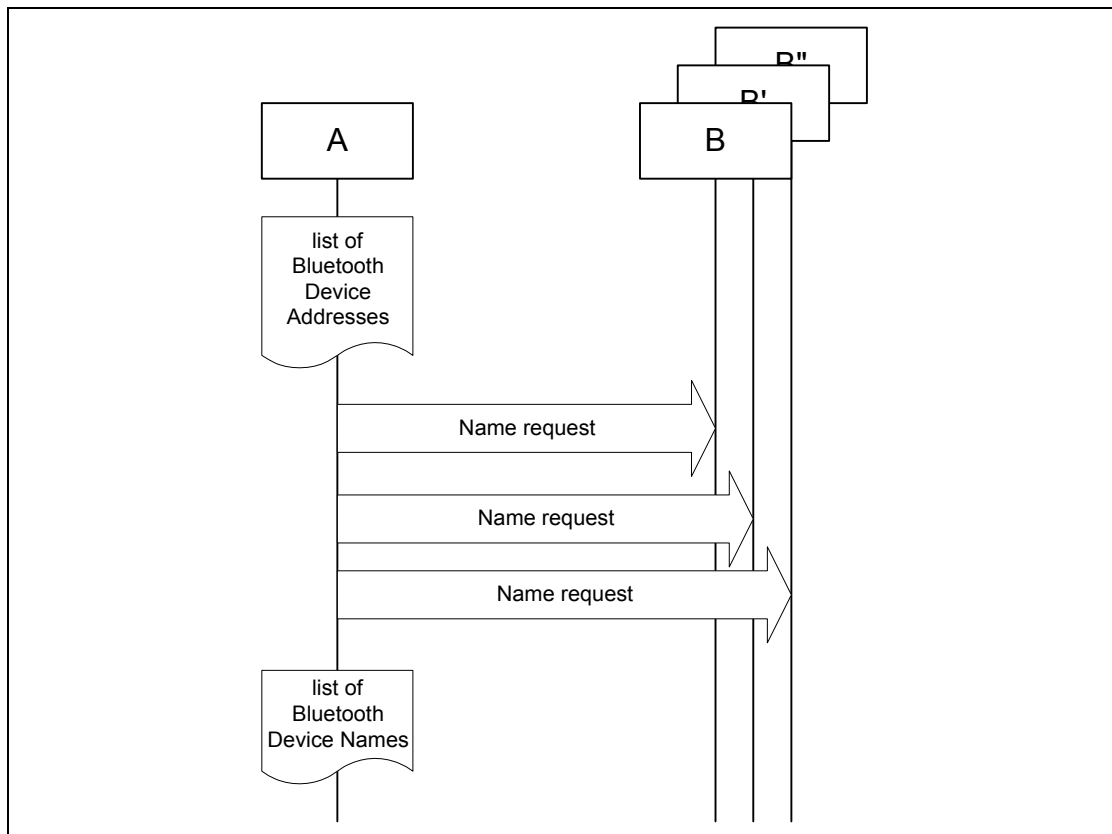 B"
B'
A
B
list of
Bluetooth
Device
Addresses
Name request
Name request
Name request
list of
Bluetooth
Device Names